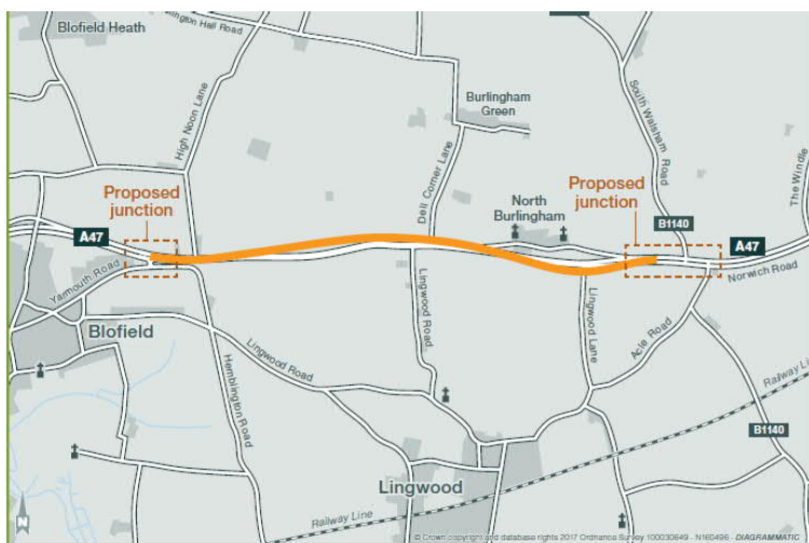 Hall Road
Blofield Heath
High Noon Lane
Burlingham
Green
South Walsham Road
The Windle
Dell Corner Lane
Proposed
junction
North
Burlingham
Proposed
junction
B1140
A47
A47
Norwich Road
Yarmouth Road
Blofield
Lingwood Road
Hemblington Road
Lingwood Road
Lingwood Lane
Acle Road
Railway Line
B1140
Lingwood
Railway Line
N
© Crown copyright and database rights 2017 Ordnance Survey 100030649 - N160496 - DIAGRAMMATIC